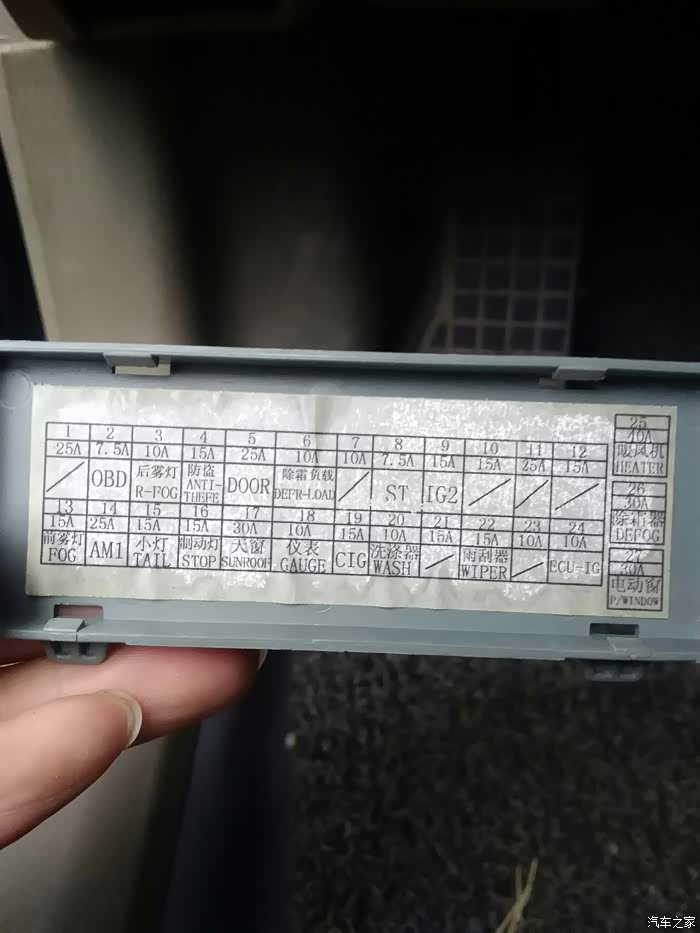 1 2 3 4 5 6 7 8 9 10 11 12
25A 7.5A 10A 15A 25A 10A 10A 7.5A 15A 15A 25A 15A
OBD 后雾灯 R-FOG 防盗 ANTI-THEFE DOOR 除霜负载 DEFR-LOAD ST IG2
13 14 15 16 17 18 19 20 21 22 23 24
15A 25A 15A 15A 30A 10A 15A 10A 15A 15A 10A 10A
前雾灯 FOG AM1 小灯 TAIL 制动灯 STOP 天窗 SUNROOF 仪表 GAUGE CIG 洗涤器 WASH 雨刮器 WIPER ECU-IG
25
40A
暖风机
HEATER
26
30A
除霜器
DEFOG
27
30A
电动窗
P/WINDOW
汽车之家